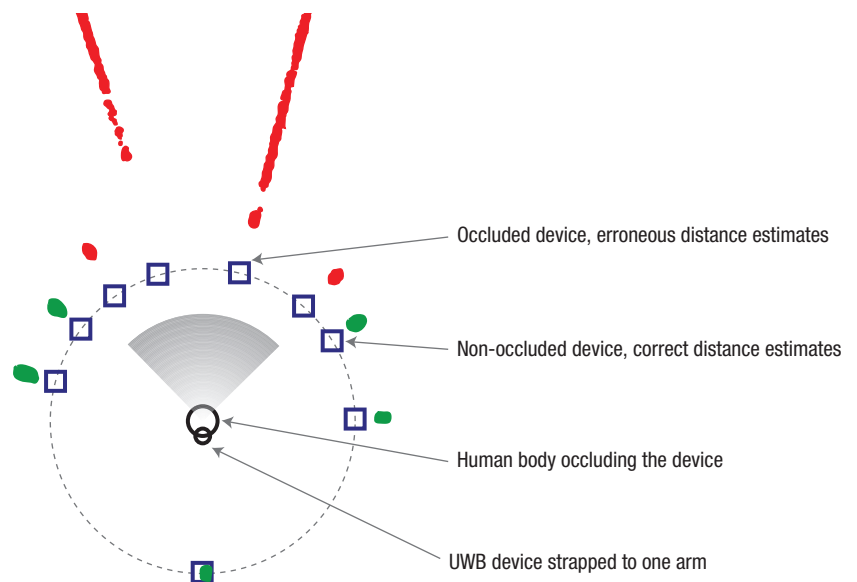 Occluded device, erroneous distance estimates
Non-occluded device, correct distance estimates
Human body occluding the device
UWB device strapped to one arm